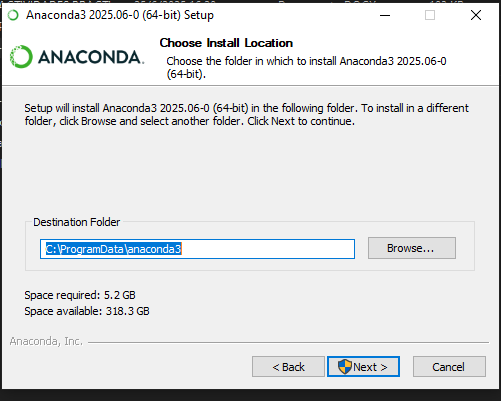 Anaconda3 2025.06-0 (64-bit) Setup
ANACONDA.
Choose Install Location
Choose the folder in which to install Anaconda3 2025.06-0
(64-bit).
Setup will install Anaconda3 2025.06-0 (64-bit) in the following folder. To install in a different
folder, click Browse and select another folder. Click Next to continue.
Destination Folder
C:\ProgramData\anaconda3
Browse...
Space required: 5.2 GB
Space available: 318.3 GB
Anaconda, Inc.
< Back
Next >
Cancel